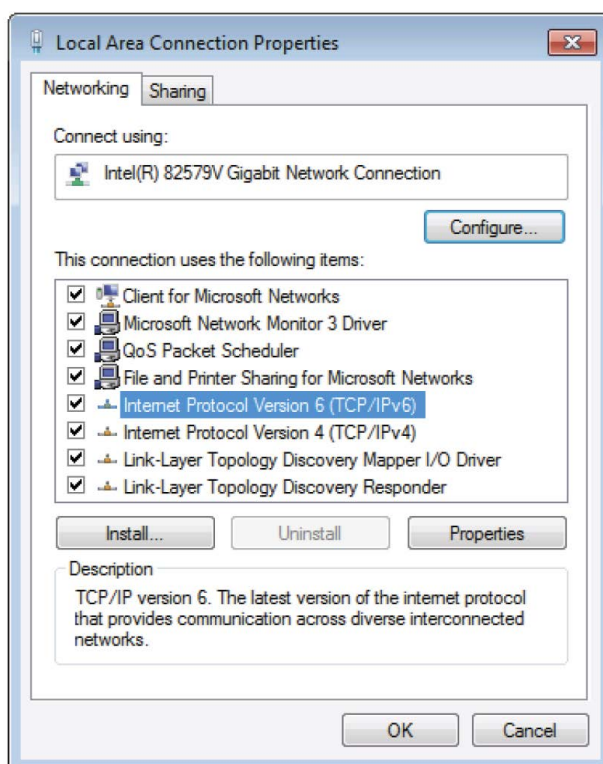 Local Area Connection Properties
Networking
Sharing
Connect using:
Intel(R) 82579V Gigabit Network Connection
Configure...
This connection uses the following items:
Client for Microsoft Networks
Microsoft Network Monitor 3 Driver
QoS Packet Scheduler
File and Printer Sharing for Microsoft Networks
Internet Protocol Version 6 (TCP/IPv6)
Internet Protocol Version 4 (TCP/IPv4)
Link-Layer Topology Discovery Mapper I/O Driver
Link-Layer Topology Discovery Responder
Install...
Uninstall
Properties
Description
TCP/IP version 6. The latest version of the internet protocol
that provides communication across diverse interconnected
networks.
OK
Cancel